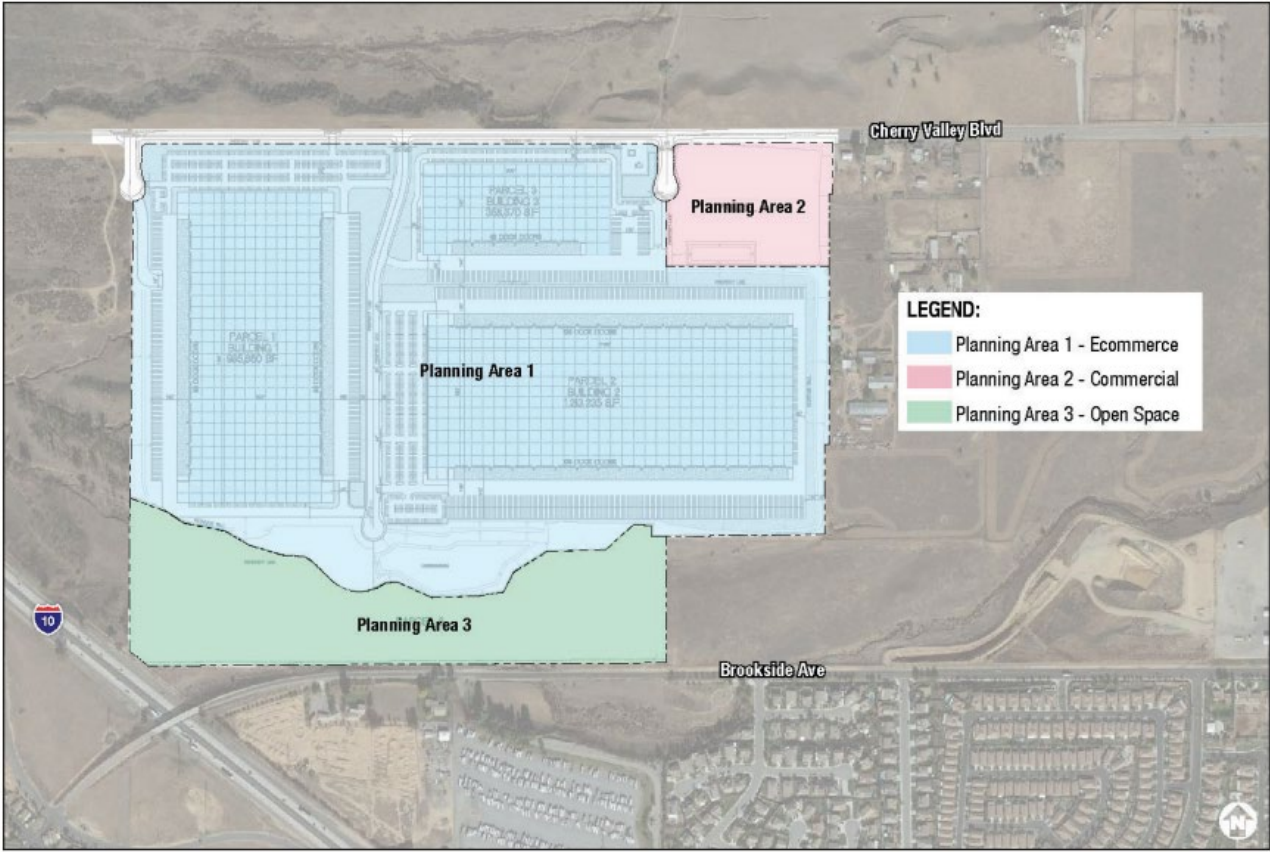 Cherry Valley Blvd
PARCEL 3
BUILDING 3
Planning Area 2
LEGEND:
Planning Area 1 - Ecommerce
Planning Area 2 - Commercial
Planning Area 3 - Open Space
PARCEL 1
BUILDING
Planning Area 1
PARCEL 2
BUILDING 2
10
Planning Area 3
Brookside Ave
N